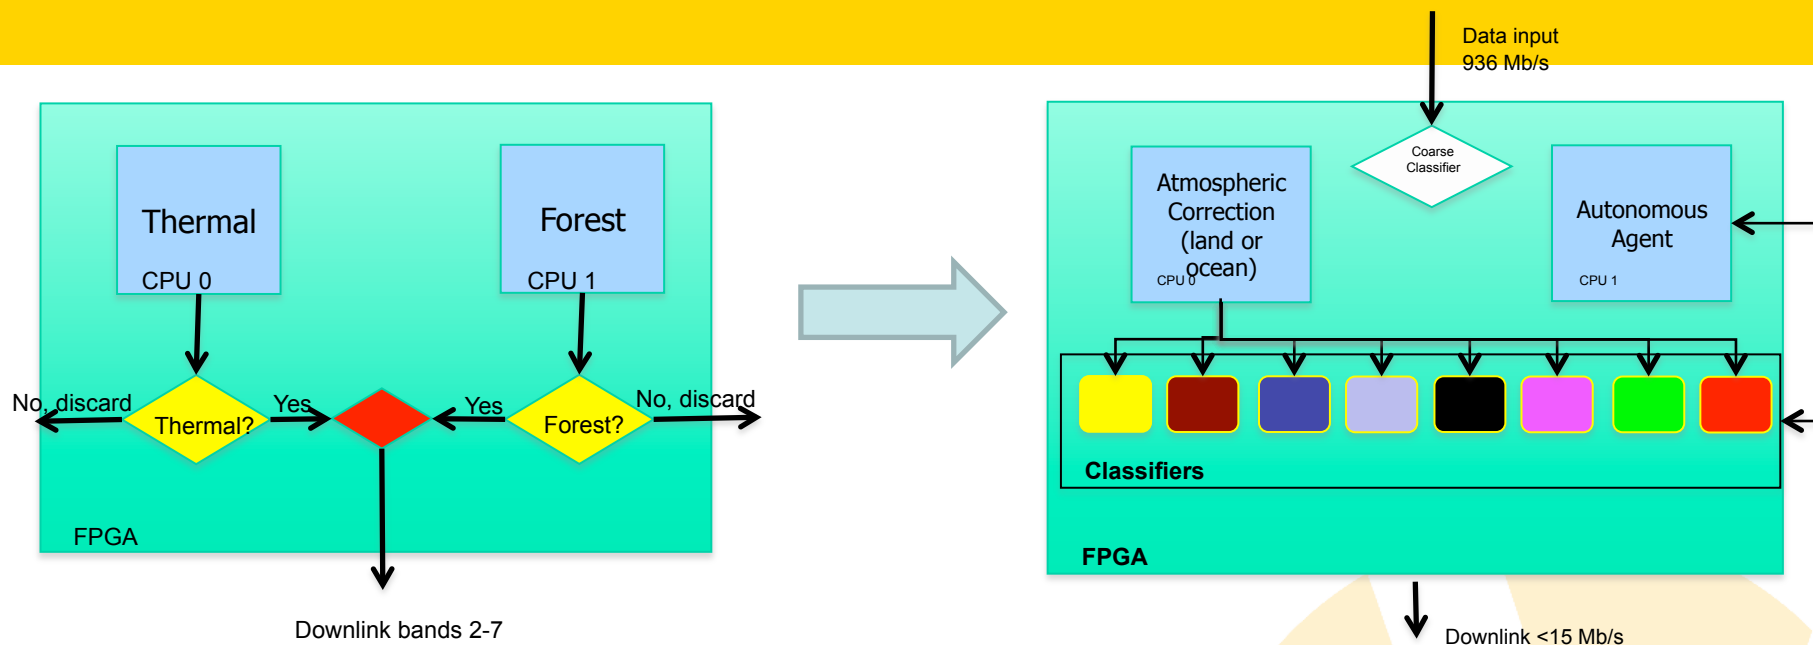 Data input
936 Mb/s
Thermal
CPU 0
Forest
CPU 1
No, discard
Thermal?
Yes
Yes
Forest?
No, discard
FPGA
Downlink bands 2-7
Coarse
Classifier
Atmospheric
Correction
(land or
ocean)
CPU 0
Autonomous
Agent
CPU 1
Classifiers
FPGA
Downlink <15 Mb/s